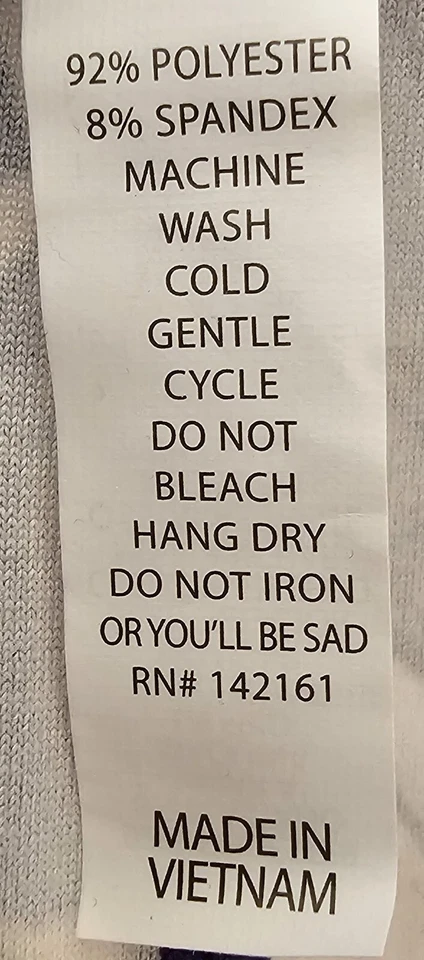 92% POLYESTER
8% SPANDEX
MACHINE
WASH
COLD
GENTLE
CYCLE
DO NOT
BLEACH
HANG DRY
DO NOT IRON
OR YOU'LL BE SAD
RN# 142161
MADE IN
VIETNAM